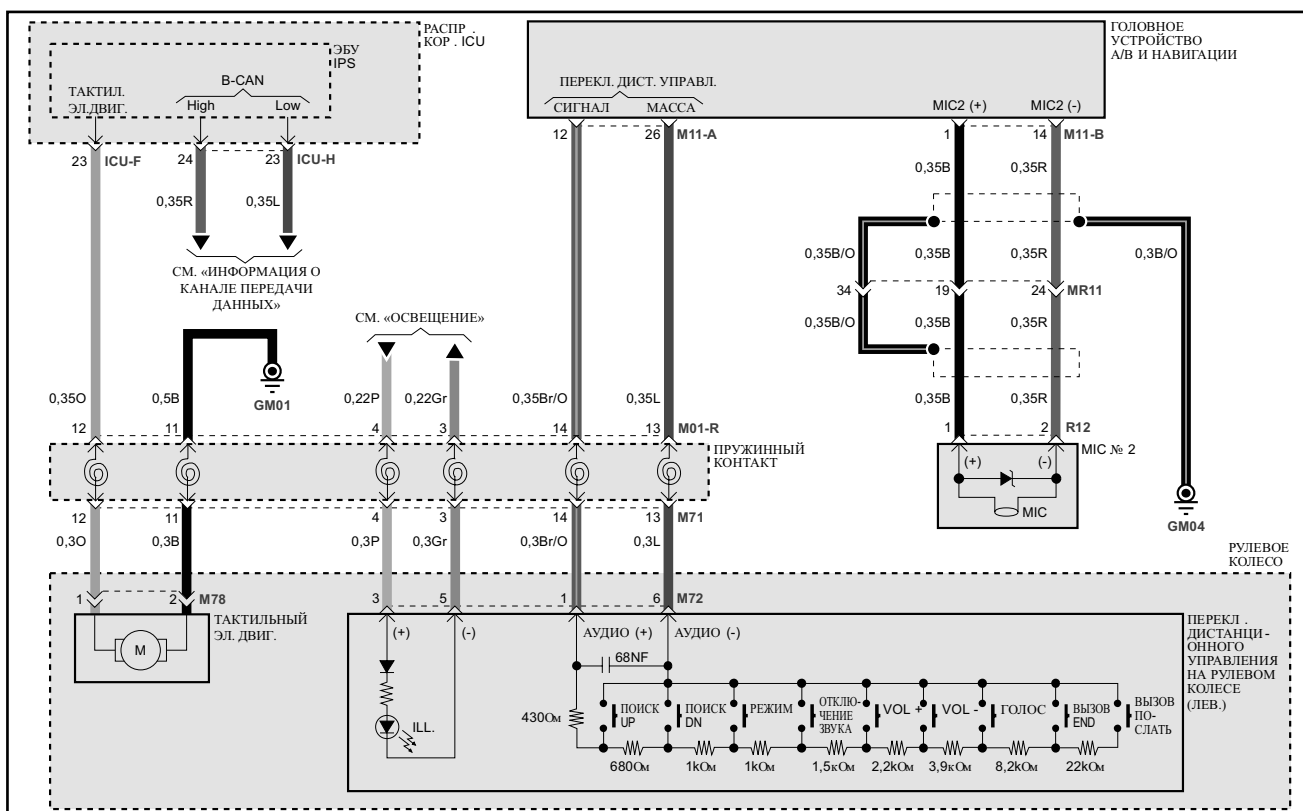 РАСПР .
КОР . ICU
ЭБУ
IPS
ТАКТИЛ.
ЭЛ.ДВИГ.
B-CAN
High Low
23 ICU-F 24 23 ICU-H
0,35R 0,35L
СМ. «ИНФОРМАЦИЯ О
КАНАЛЕ ПЕРЕДАЧИ
ДАННЫХ»
ГОЛОВНОЕ
УСТРОЙСТВО
А/В И НАВИГАЦИИ
ПЕРЕКЛ. ДИСТ. УПРАВЛ.
СИГНАЛ МАССА
MIC2 (+) MIC2 (-)
12 26 M11-A 1 14 M11-B
0,35B 0,35R
0,35B/O 0,35B 0,35R 0,3B/O
34 19 24 MR11
0,35B/O 0,35B 0,35R
СМ. «ОСВЕЩЕНИЕ»
GM01
0,35O 0,5B 0,22P 0,22Gr 0,35Br/O 0,35L 0,35B 0,35R
12 11 4 3 14 13 M01-R 1 2 R12
ПРУЖИННЫЙ
КОНТАКТ
MIC № 2
(+) (-)
MIC
GM04
12 11 4 3 14 13 M71
0,3O 0,3B 0,3P 0,3Gr 0,3Br/O 0,3L
РУЛЕВОЕ
КОЛЕСО
1 2 M78 3 5 1 6 M72
ТАКТИЛЬНЫЙ
ЭЛ. ДВИГ.
M
(+) (-) АУДИО (+) АУДИО (-)
ПЕРЕКЛ .
ДИСТАНЦИ-
ОННОГО
УПРАВЛЕНИЯ
НА РУЛЕВОМ
КОЛЕСЕ
(ЛЕВ.)
68NF
430Ом
ILL.
ПОИСК
UP
ПОИСК
DN
РЕЖИМ
ОТКЛЮ-
ЧЕНИЕ
ЗВУКА
VOL +
VOL -
ГОЛОС
ВЫЗОВ
END
ВЫЗОВ
ПО-
СЛАТЬ
680Ом 1kОм 1kОм 1,5kОм 2,2kОм 3,9kОм 8,2kОм 22kОм